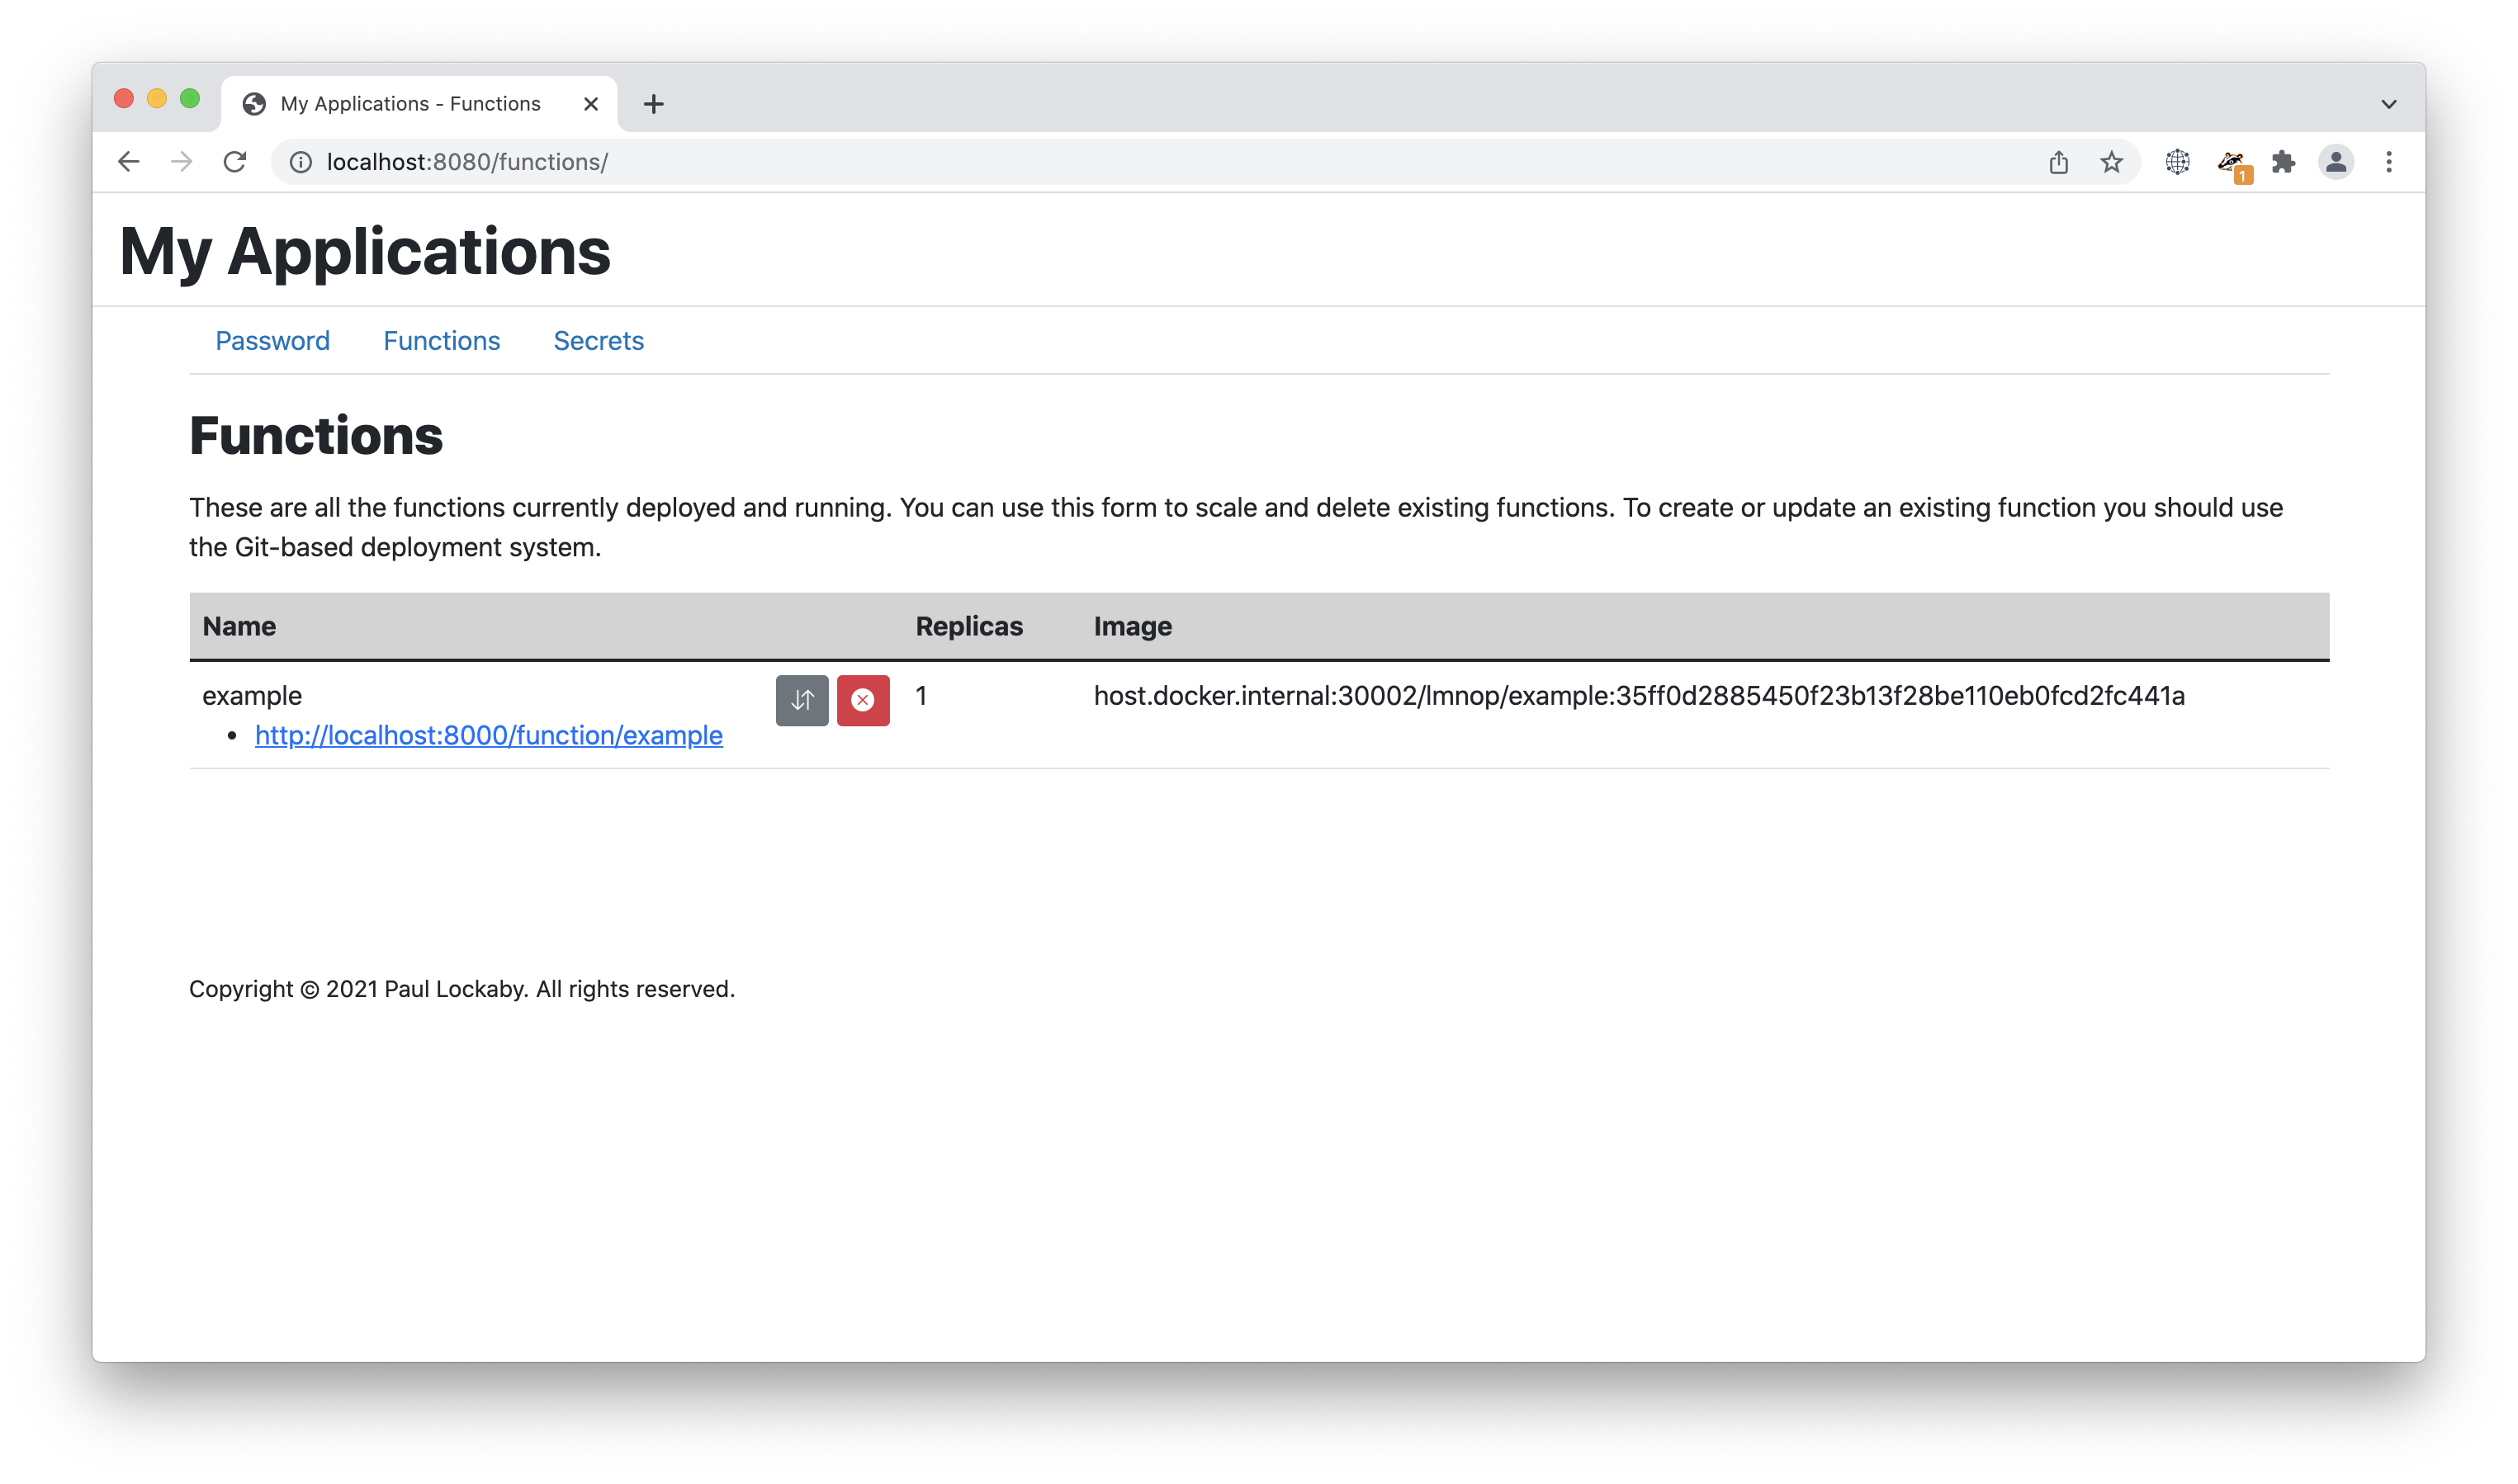 My Applications - Functions
localhost:8080/functions/
1
My Applications
Password Functions Secrets
Functions
These are all the functions currently deployed and running. You can use this form to scale and delete existing functions. To create or update an existing function you should use
the Git-based deployment system.
Name Replicas Image
example 1 host.docker.internal:30002/lmnop/example:35ff0d2885450f23b13f28be110eb0fcd2fc441a
• http://localhost:8000/function/example
Copyright © 2021 Paul Lockaby. All rights reserved.